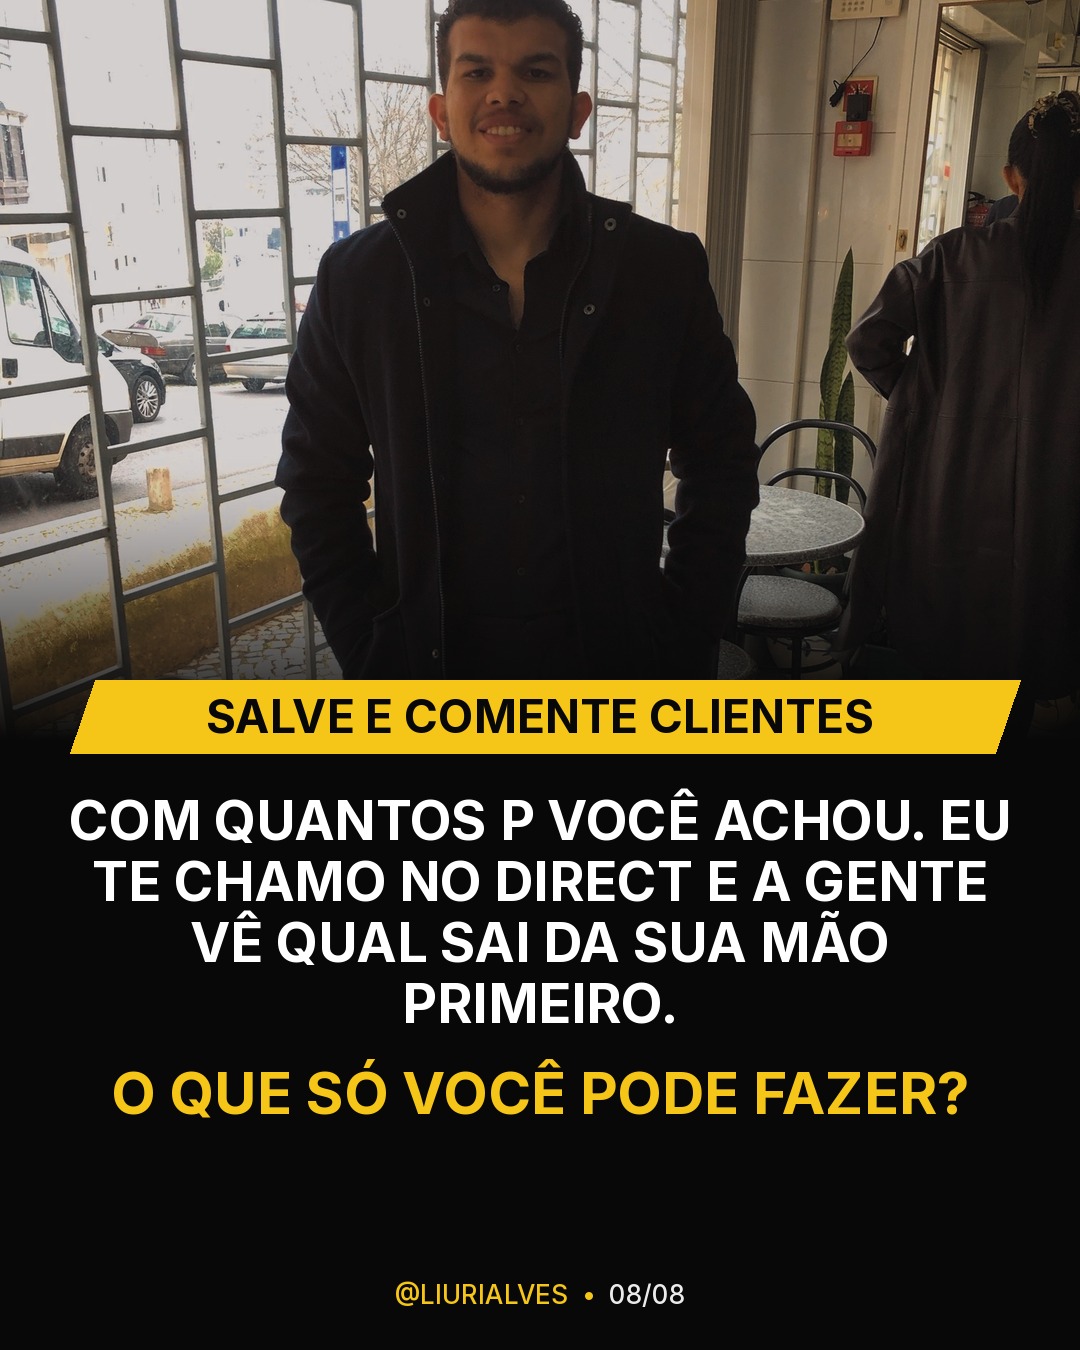 SALVE E COMENTE CLIENTES
COM QUANTOS P VOCÊ ACHOU. EU
TE CHAMO NO DIRECT E A GENTE
VÊ QUAL SAI DA SUA MÃO
PRIMEIRO.
O QUE SÓ VOCÊ PODE FAZER?
@LIURIALVES • 08/08